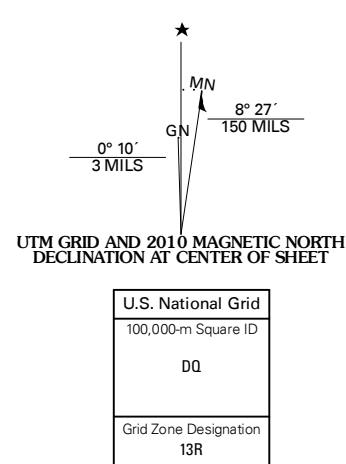 ★
MN
8° 27´
150 MILS
GN
0° 10´
3 MILS
UTM GRID AND 2010 MAGNETIC NORTH
DECLINATION AT CENTER OF SHEET
U.S. National Grid
100,000-m Square ID
DQ
Grid Zone Designation
13R